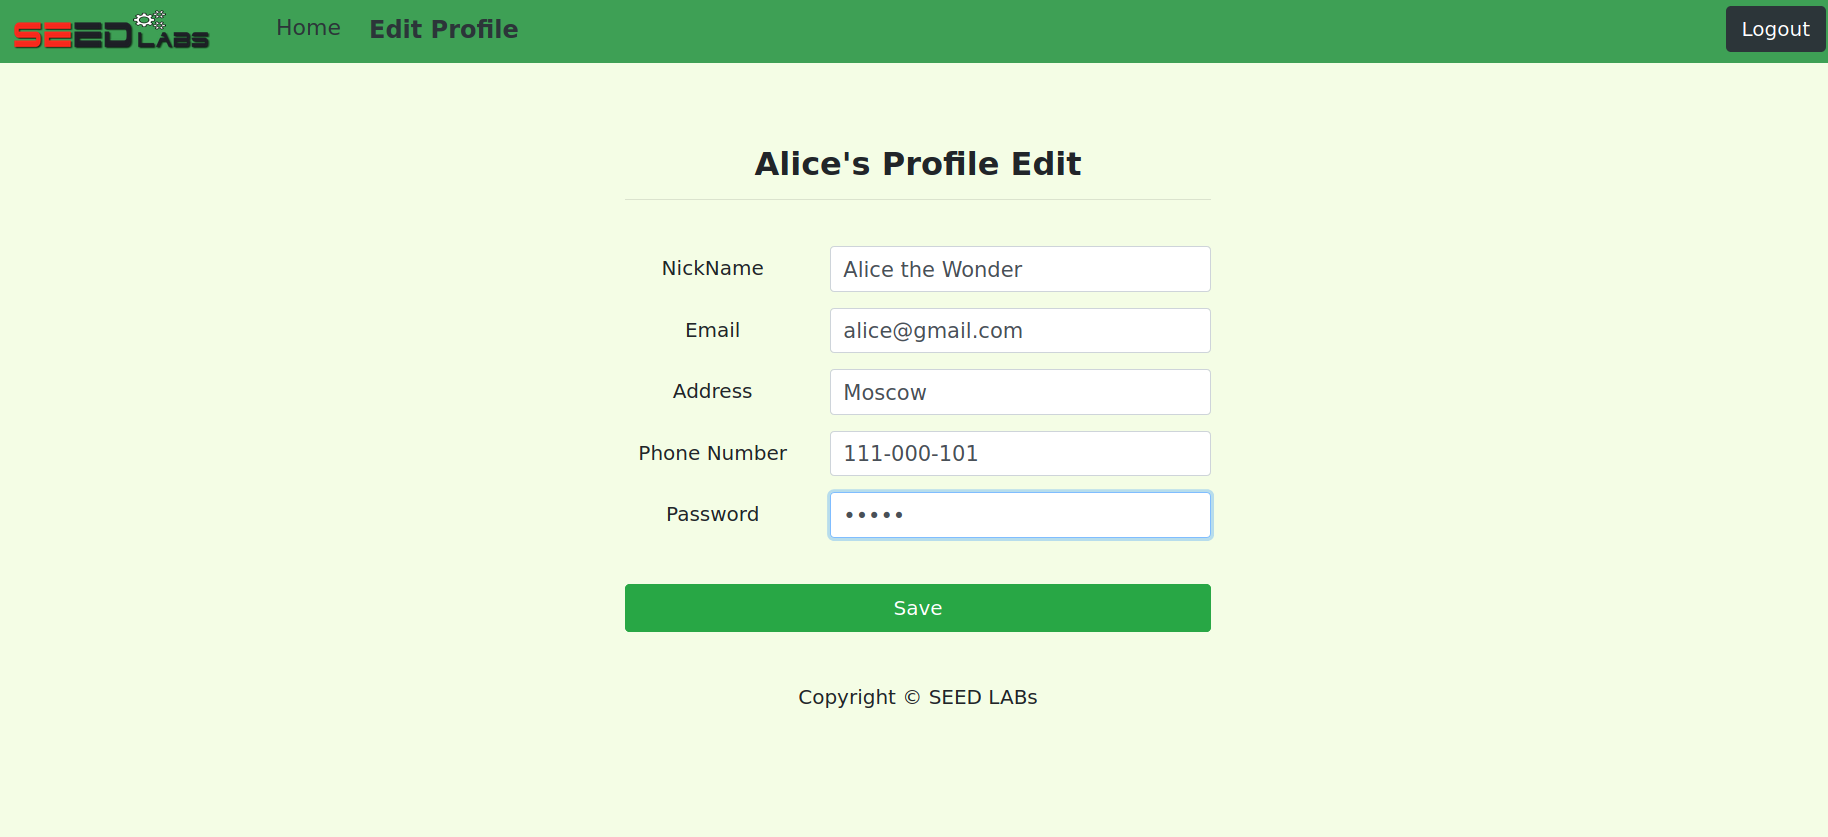 SEED LABS Home Edit Profile Logout
Alice's Profile Edit
NickName Alice the Wonder
Email alice@gmail.com
Address Moscow
Phone Number 111-000-101
Password •••••
Save
Copyright © SEED LABs